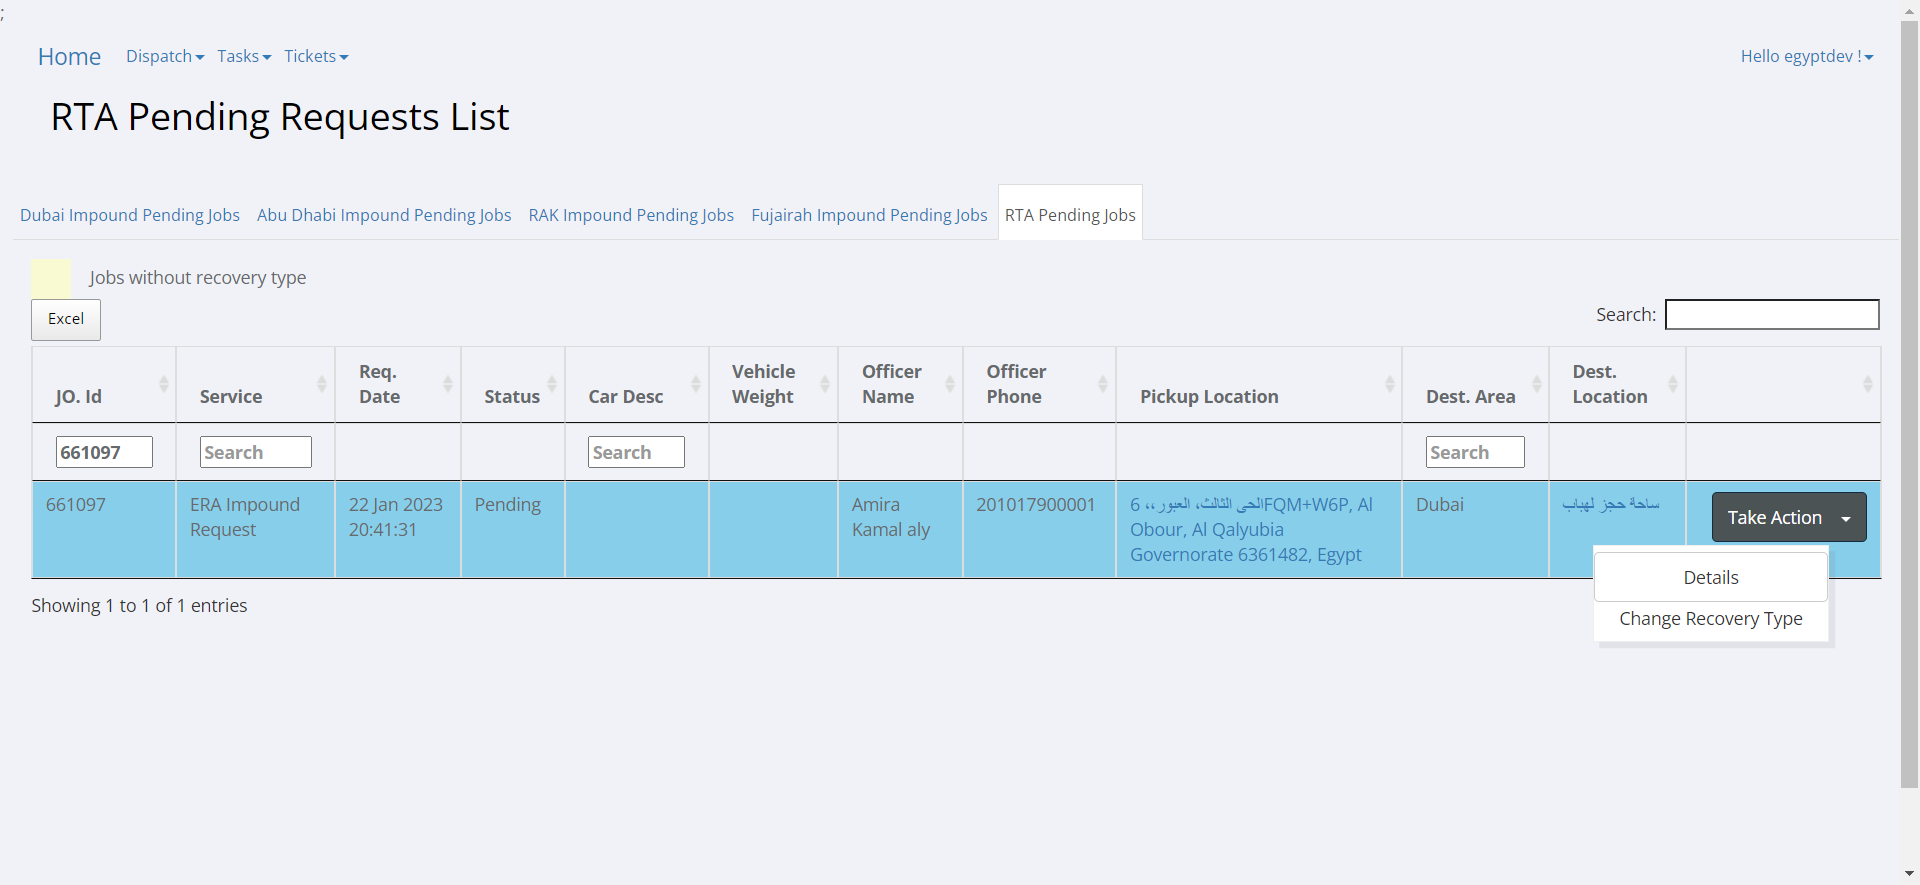 ;
Home Dispatch Tasks Tickets Hello egyptdev !
RTA Pending Requests List
Dubai Impound Pending Jobs Abu Dhabi Impound Pending Jobs RAK Impound Pending Jobs Fujairah Impound Pending Jobs RTA Pending Jobs
Jobs without recovery type
Excel
Search:
JO. Id
Service
Req.
Date
Status
Car Desc
Vehicle
Weight
Officer
Name
Officer
Phone
Pickup Location
Dest. Area
Dest.
Location
661097 Search Search Search
661097
ERA Impound
Request
22 Jan 2023
20:41:31
Pending
Amira
Kamal aly
201017900001
6 الحى الثالث، العبور،، FQM+W6P, Al
Obour, Al Qalyubia
Governorate 6361482, Egypt
Dubai
ساحة حجز لهباب
Take Action
Details
Change Recovery Type
Showing 1 to 1 of 1 entries